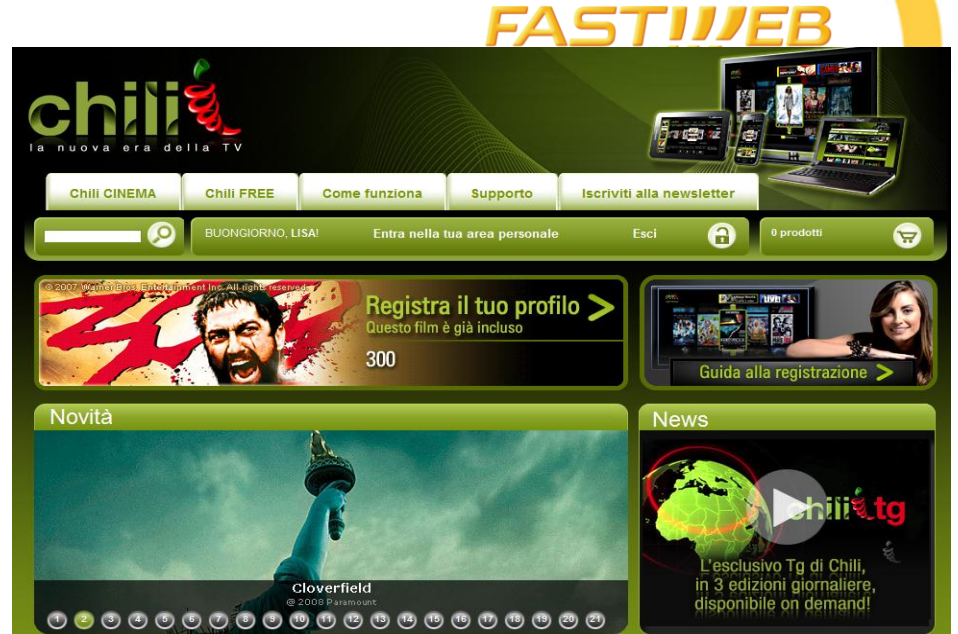 FASTWEB
chili
la nuova era della TV
Chili CINEMA
Chili FREE
Come funziona
Supporto
Iscriviti alla newsletter
BUONGIORNO, LISA!
Entra nella tua area personale
Esci
0 prodotti
© 2007 Warner Bros. Entertainment Inc. All rights reserved.
300
Registra il tuo profilo >
Questo film è già incluso
300
Guida alla registrazione >
Novità
Cloverfield
@ 2008 Paramount
1 2 3 4 5 6 7 8 9 10 11 12 13 14 15 16 17 18 19 20 21
News
chili tg
L'esclusivo Tg di Chili,
in 3 edizioni giornaliere,
disponibile on demand!